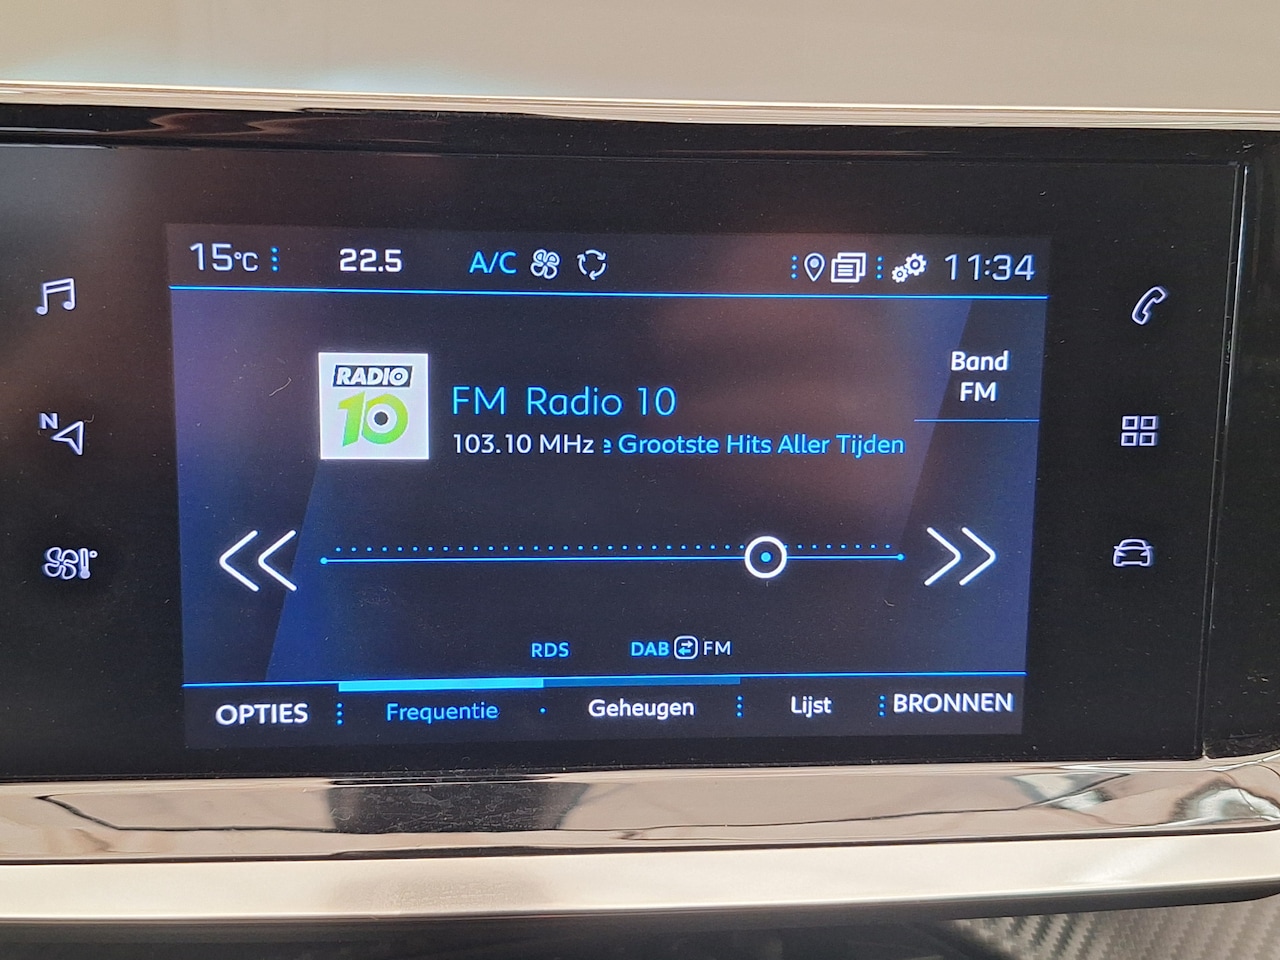 15°C 22.5 A/C 11:34
RADIO
10
FM Radio 10
103.10 MHz e Grootste Hits Aller Tijden
Band
FM
N
RDS DAB FM
OPTIES Frequentie Geheugen Lijst BRONNEN